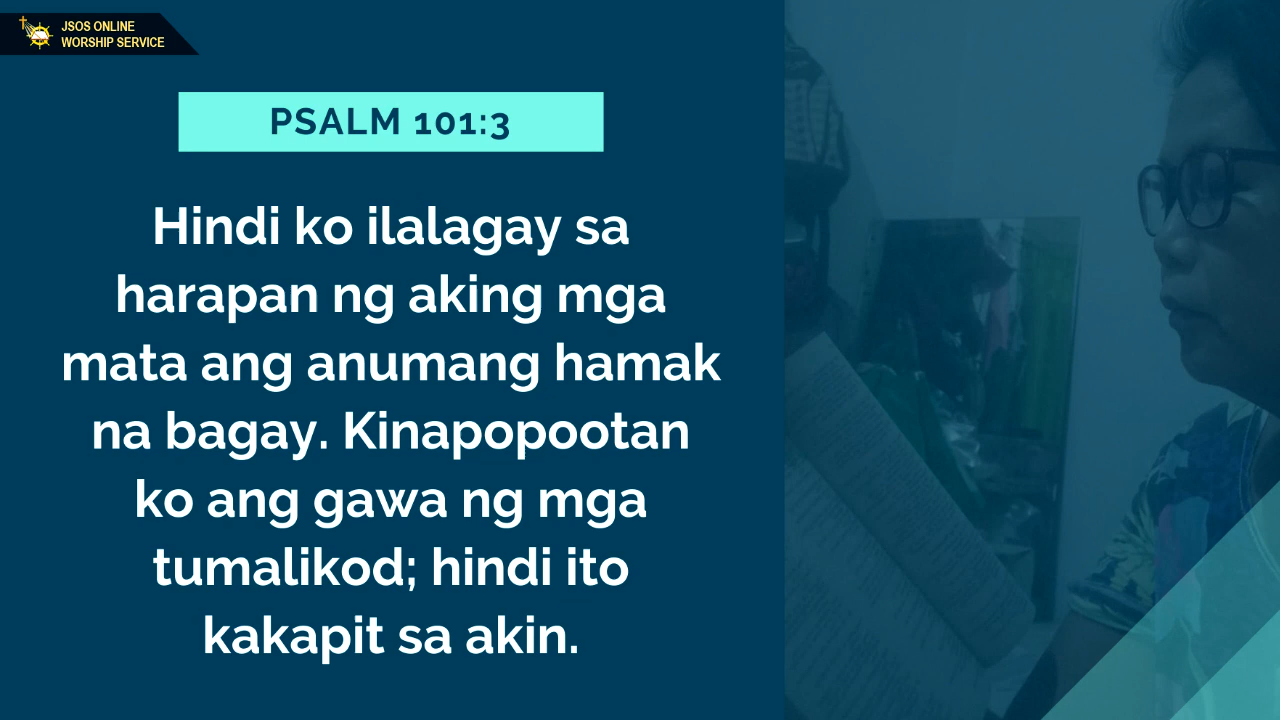 JSOS ONLINE
WORSHIP SERVICE
PSALM 101:3
Hindi ko ilalagay sa
harapan ng aking mga
mata ang anumang hamak
na bagay. Kinapopootan
ko ang gawa ng mga
tumalikod; hindi ito
kakapit sa akin.